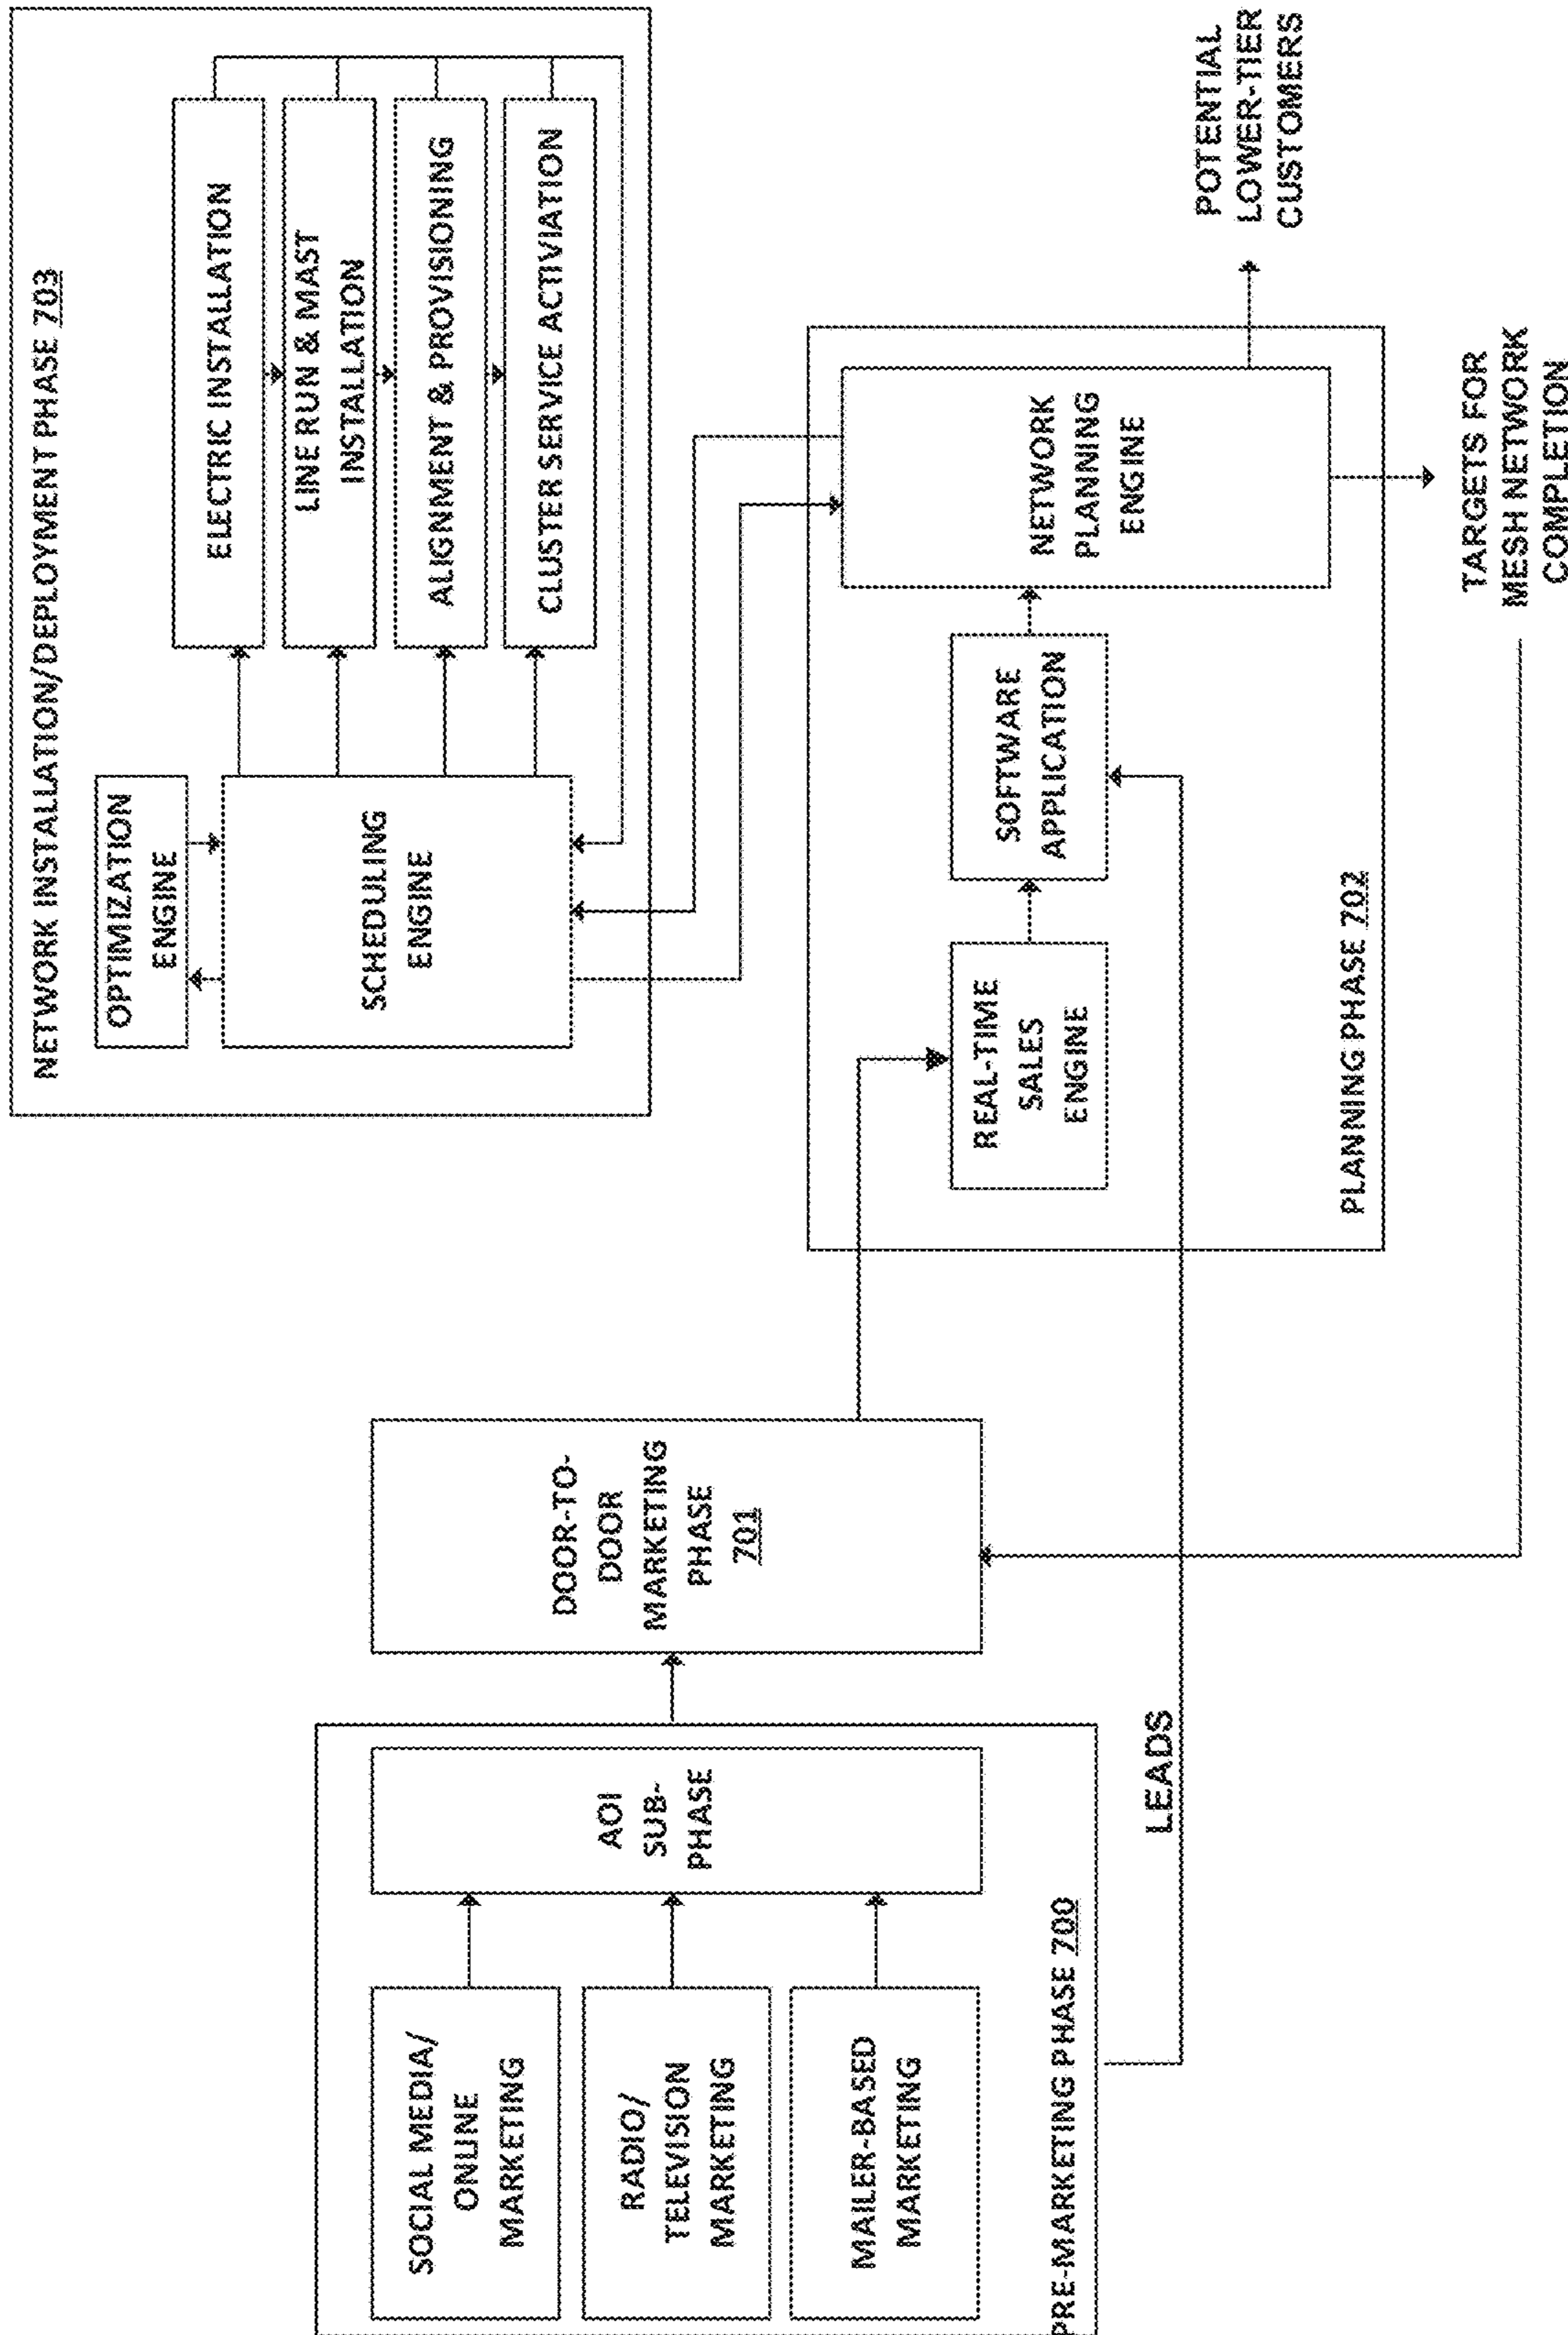 SOCIAL MEDIA/
ONLINE
MARKETING
RADIO/
TELEVISION
MARKETING
MAILER-BASED
MARKETING
PRE-MARKETING PHASE 700
AOI
SUB-
PHASE
LEADS
DOOR-TO-
DOOR
MARKETING
PHASE
701
NETWORK INSTALLATION/DEPLOYMENT PHASE 703
OPTIMIZATION
ENGINE
SCHEDULING
ENGINE
ELECTRIC INSTALLATION
LINE RUN & MAST
INSTALLATION
ALIGNMENT & PROVISIONING
CLUSTER SERVICE ACTIVIATION
REAL-TIME
SALES
ENGINE
SOFTWARE
APPLICATION
NETWORK
PLANNING
ENGINE
PLANNING PHASE 702
POTENTIAL
LOWER-TIER
CUSTOMERS
TARGETS FOR
MESH NETWORK
COMPLETION